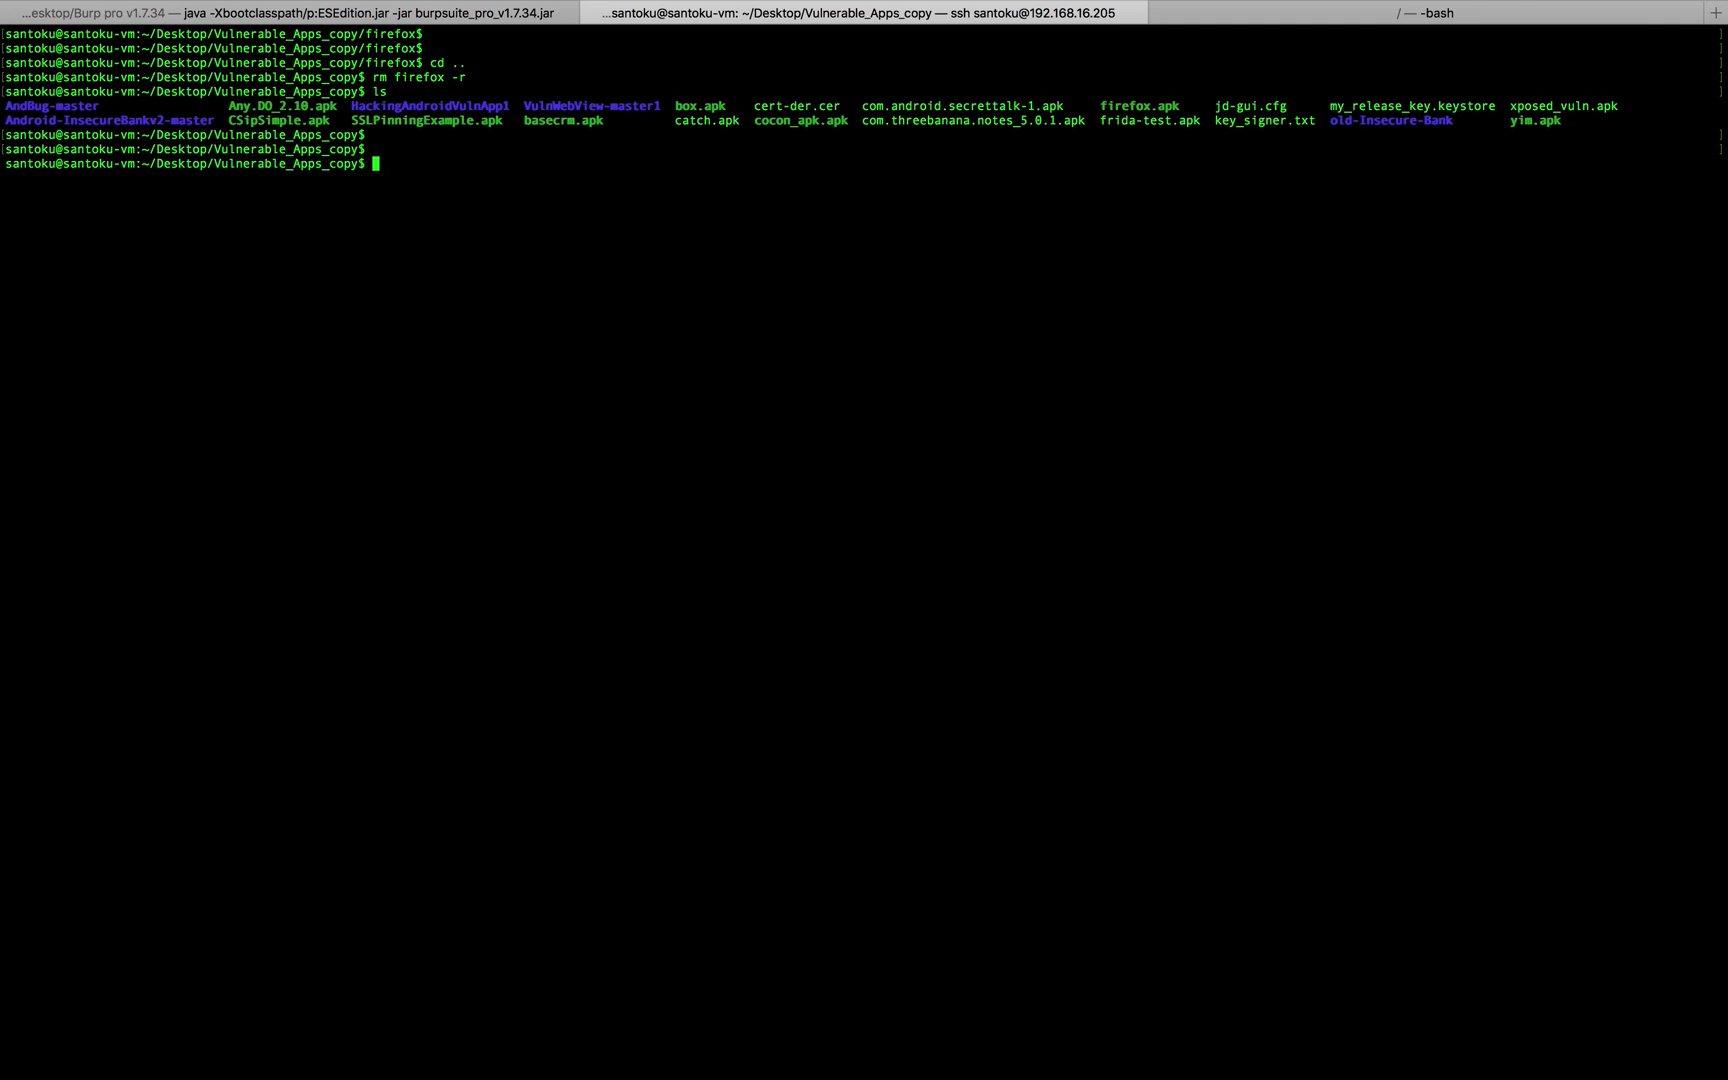 ...esktop/Burp pro v1.7.34 — java -Xbootclasspath/p:ESEdition.jar -jar burpsuite_pro_v1.7.34.jar ...santoku@santoku-vm: ~/Desktop/Vulnerable_Apps_copy — ssh santoku@192.168.16.205 / — -bash +
[santoku@santoku-vm:~/Desktop/Vulnerable_Apps_copy/firefox$ ]
[santoku@santoku-vm:~/Desktop/Vulnerable_Apps_copy/firefox$ ]
[santoku@santoku-vm:~/Desktop/Vulnerable_Apps_copy/firefox$ cd .. ]
[santoku@santoku-vm:~/Desktop/Vulnerable_Apps_copy$ rm firefox -r ]
[santoku@santoku-vm:~/Desktop/Vulnerable_Apps_copy$ ls ]
AndBug-master Any.DO_2.10.apk HackingAndroidVulnApp1 VulnWebView-master1 box.apk cert-der.cer com.android.secrettalk-1.apk firefox.apk jd-gui.cfg my_release_key.keystore xposed_vuln.apk
Android-InsecureBankv2-master CSipSimple.apk SSLPinningExample.apk basecrm.apk catch.apk cocon_apk.apk com.threebanana.notes_5.0.1.apk frida-test.apk key_signer.txt old-Insecure-Bank yim.apk
[santoku@santoku-vm:~/Desktop/Vulnerable_Apps_copy$ ]
[santoku@santoku-vm:~/Desktop/Vulnerable_Apps_copy$ ]
santoku@santoku-vm:~/Desktop/Vulnerable_Apps_copy$